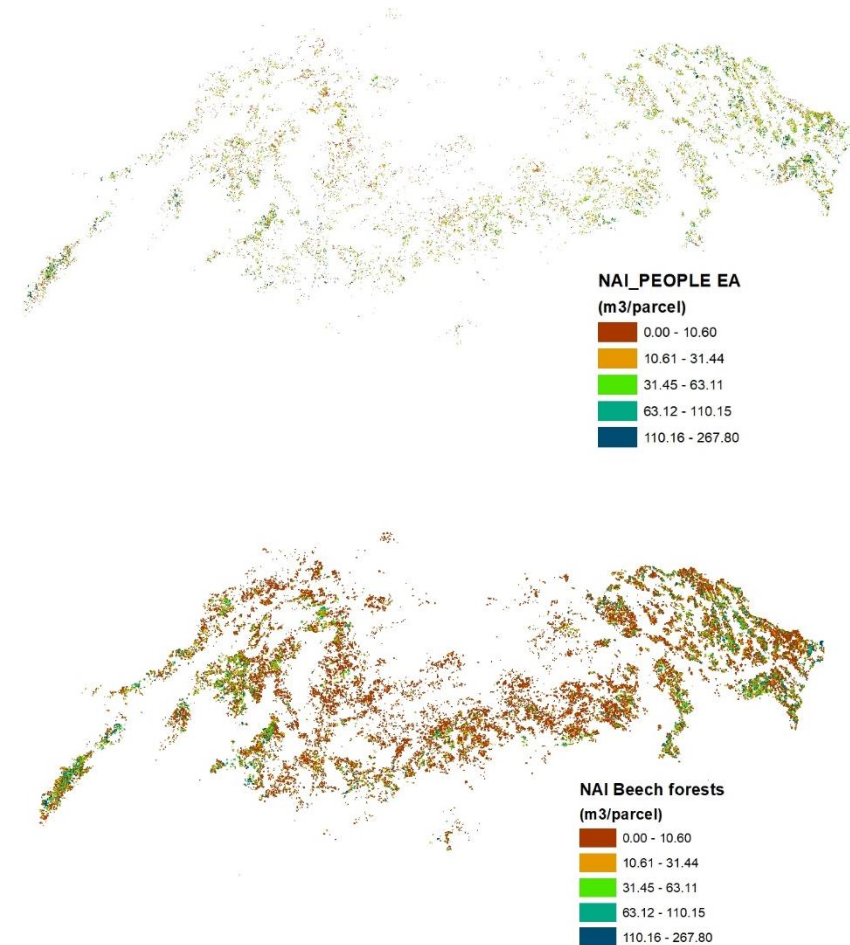 NAI_PEOPLE EA
(m3/parcel)
0.00 - 10.60
10.61 - 31.44
31.45 - 63.11
63.12 - 110.15
110.16 - 267.80
NAI Beech forests
(m3/parcel)
0.00 - 10.60
10.61 - 31.44
31.45 - 63.11
63.12 - 110.15
110.16 - 267.80